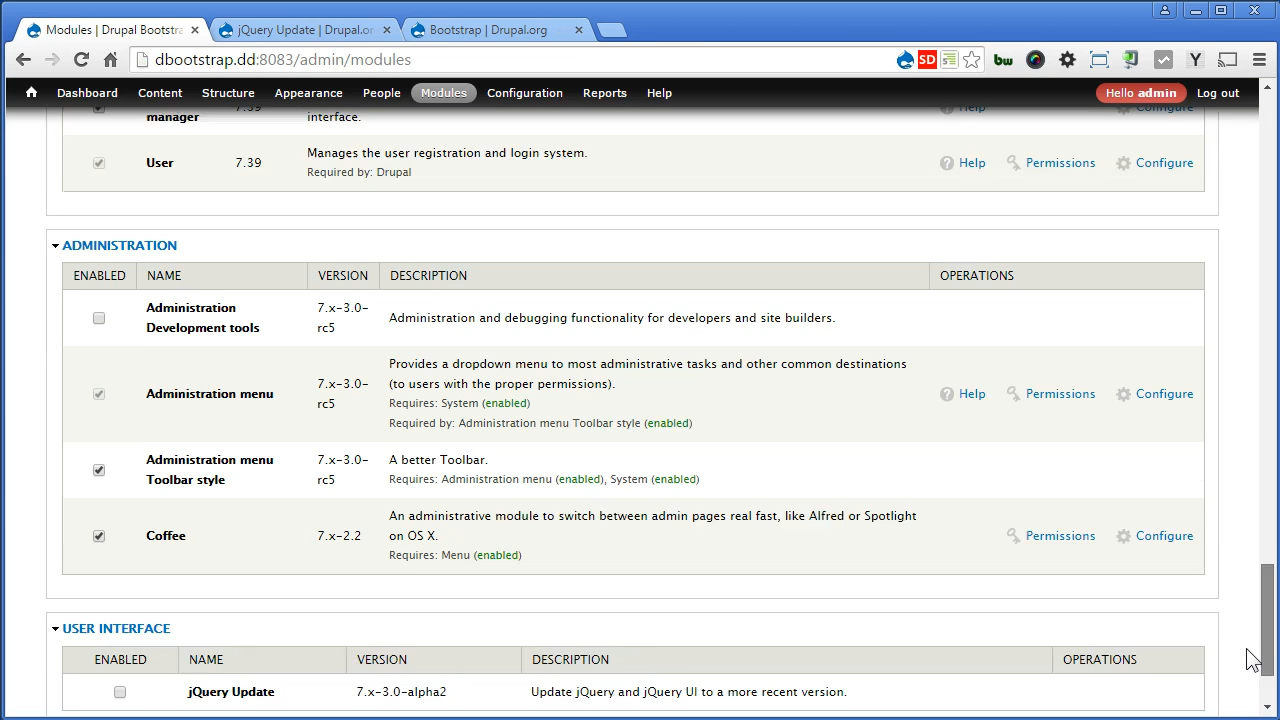 Modules | Drupal Bootstra
jQuery Update | Drupal.or
Bootstrap | Drupal.org
dbootstrap.dd:8083/admin/modules
SD
bw
Y
Dashboard Content Structure Appearance People Modules Configuration Reports Help Hello admin Log out
7.39 Help Configure
manager interface.
User 7.39 Manages the user registration and login system. Help Permissions Configure
Required by: Drupal
ADMINISTRATION
ENABLED NAME VERSION DESCRIPTION OPERATIONS
Administration 7.x-3.0-
Development tools rc5 Administration and debugging functionality for developers and site builders.
Provides a dropdown menu to most administrative tasks and other common destinations
(to users with the proper permissions).
Administration menu 7.x-3.0-rc5 Help Permissions Configure
Requires: System (enabled)
Required by: Administration menu Toolbar style (enabled)
Administration menu 7.x-3.0- A better Toolbar.
Toolbar style rc5 Requires: Administration menu (enabled), System (enabled)
An administrative module to switch between admin pages real fast, like Alfred or Spotlight
Coffee 7.x-2.2 on OS X. Permissions Configure
Requires: Menu (enabled)
USER INTERFACE
ENABLED NAME VERSION DESCRIPTION OPERATIONS
jQuery Update 7.x-3.0-alpha2 Update jQuery and jQuery UI to a more recent version.